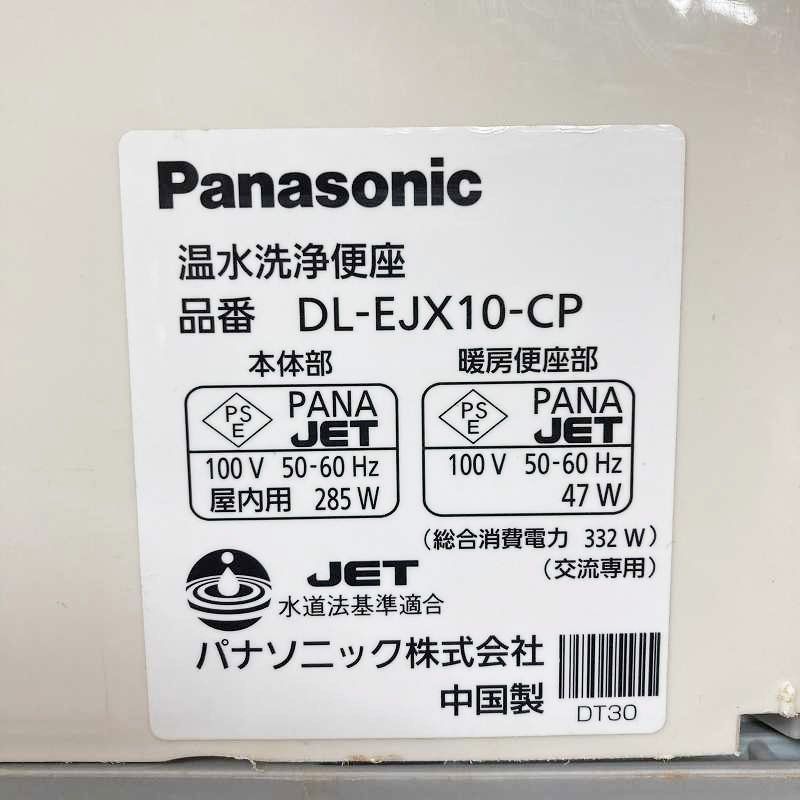 Panasonic
温水洗浄便座
品番 DL-EJX10-CP
本体部
PS
E
PANA
JET
100 V 50-60 Hz
屋内用 285 W
暖房便座部
PS
E
PANA
JET
100 V 50-60 Hz
47 W
(総合消費電力 332 W)
(交流専用)
JET
水道法基準適合
パナソニック株式会社
中国製
DT30